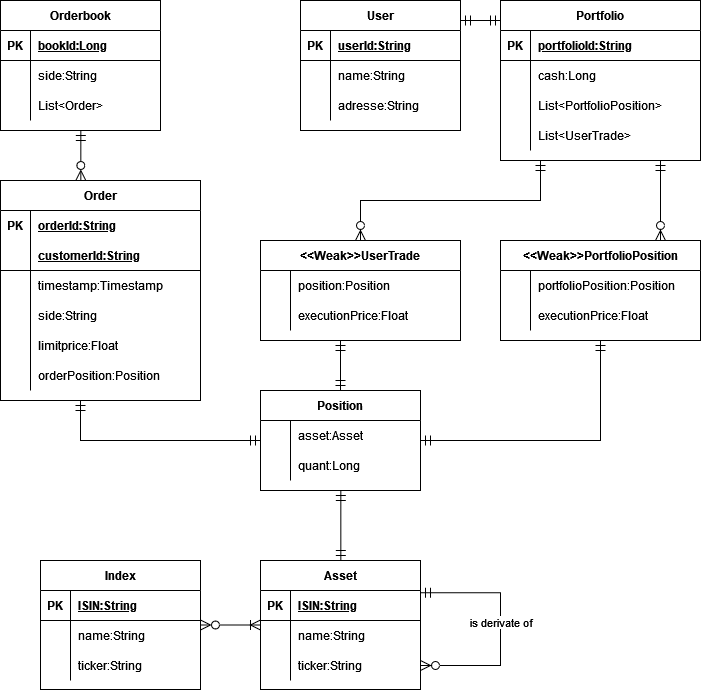 Orderbook
PK bookId:Long
side:String
List<Order>
User
PK userId:String
name:String
adresse:String
Portfolio
PK portfolioId:String
cash:Long
List<PortfolioPosition>
List<UserTrade>
Order
PK orderId:String
customerId:String
timestamp:Timestamp
side:String
limitprice:Float
orderPosition:Position
<<Weak>>UserTrade
position:Position
executionPrice:Float
<<Weak>>PortfolioPosition
portfolioPosition:Position
executionPrice:Float
Position
asset:Asset
quant:Long
Index
PK ISIN:String
name:String
ticker:String
Asset
PK ISIN:String
name:String
ticker:String
is derivate of